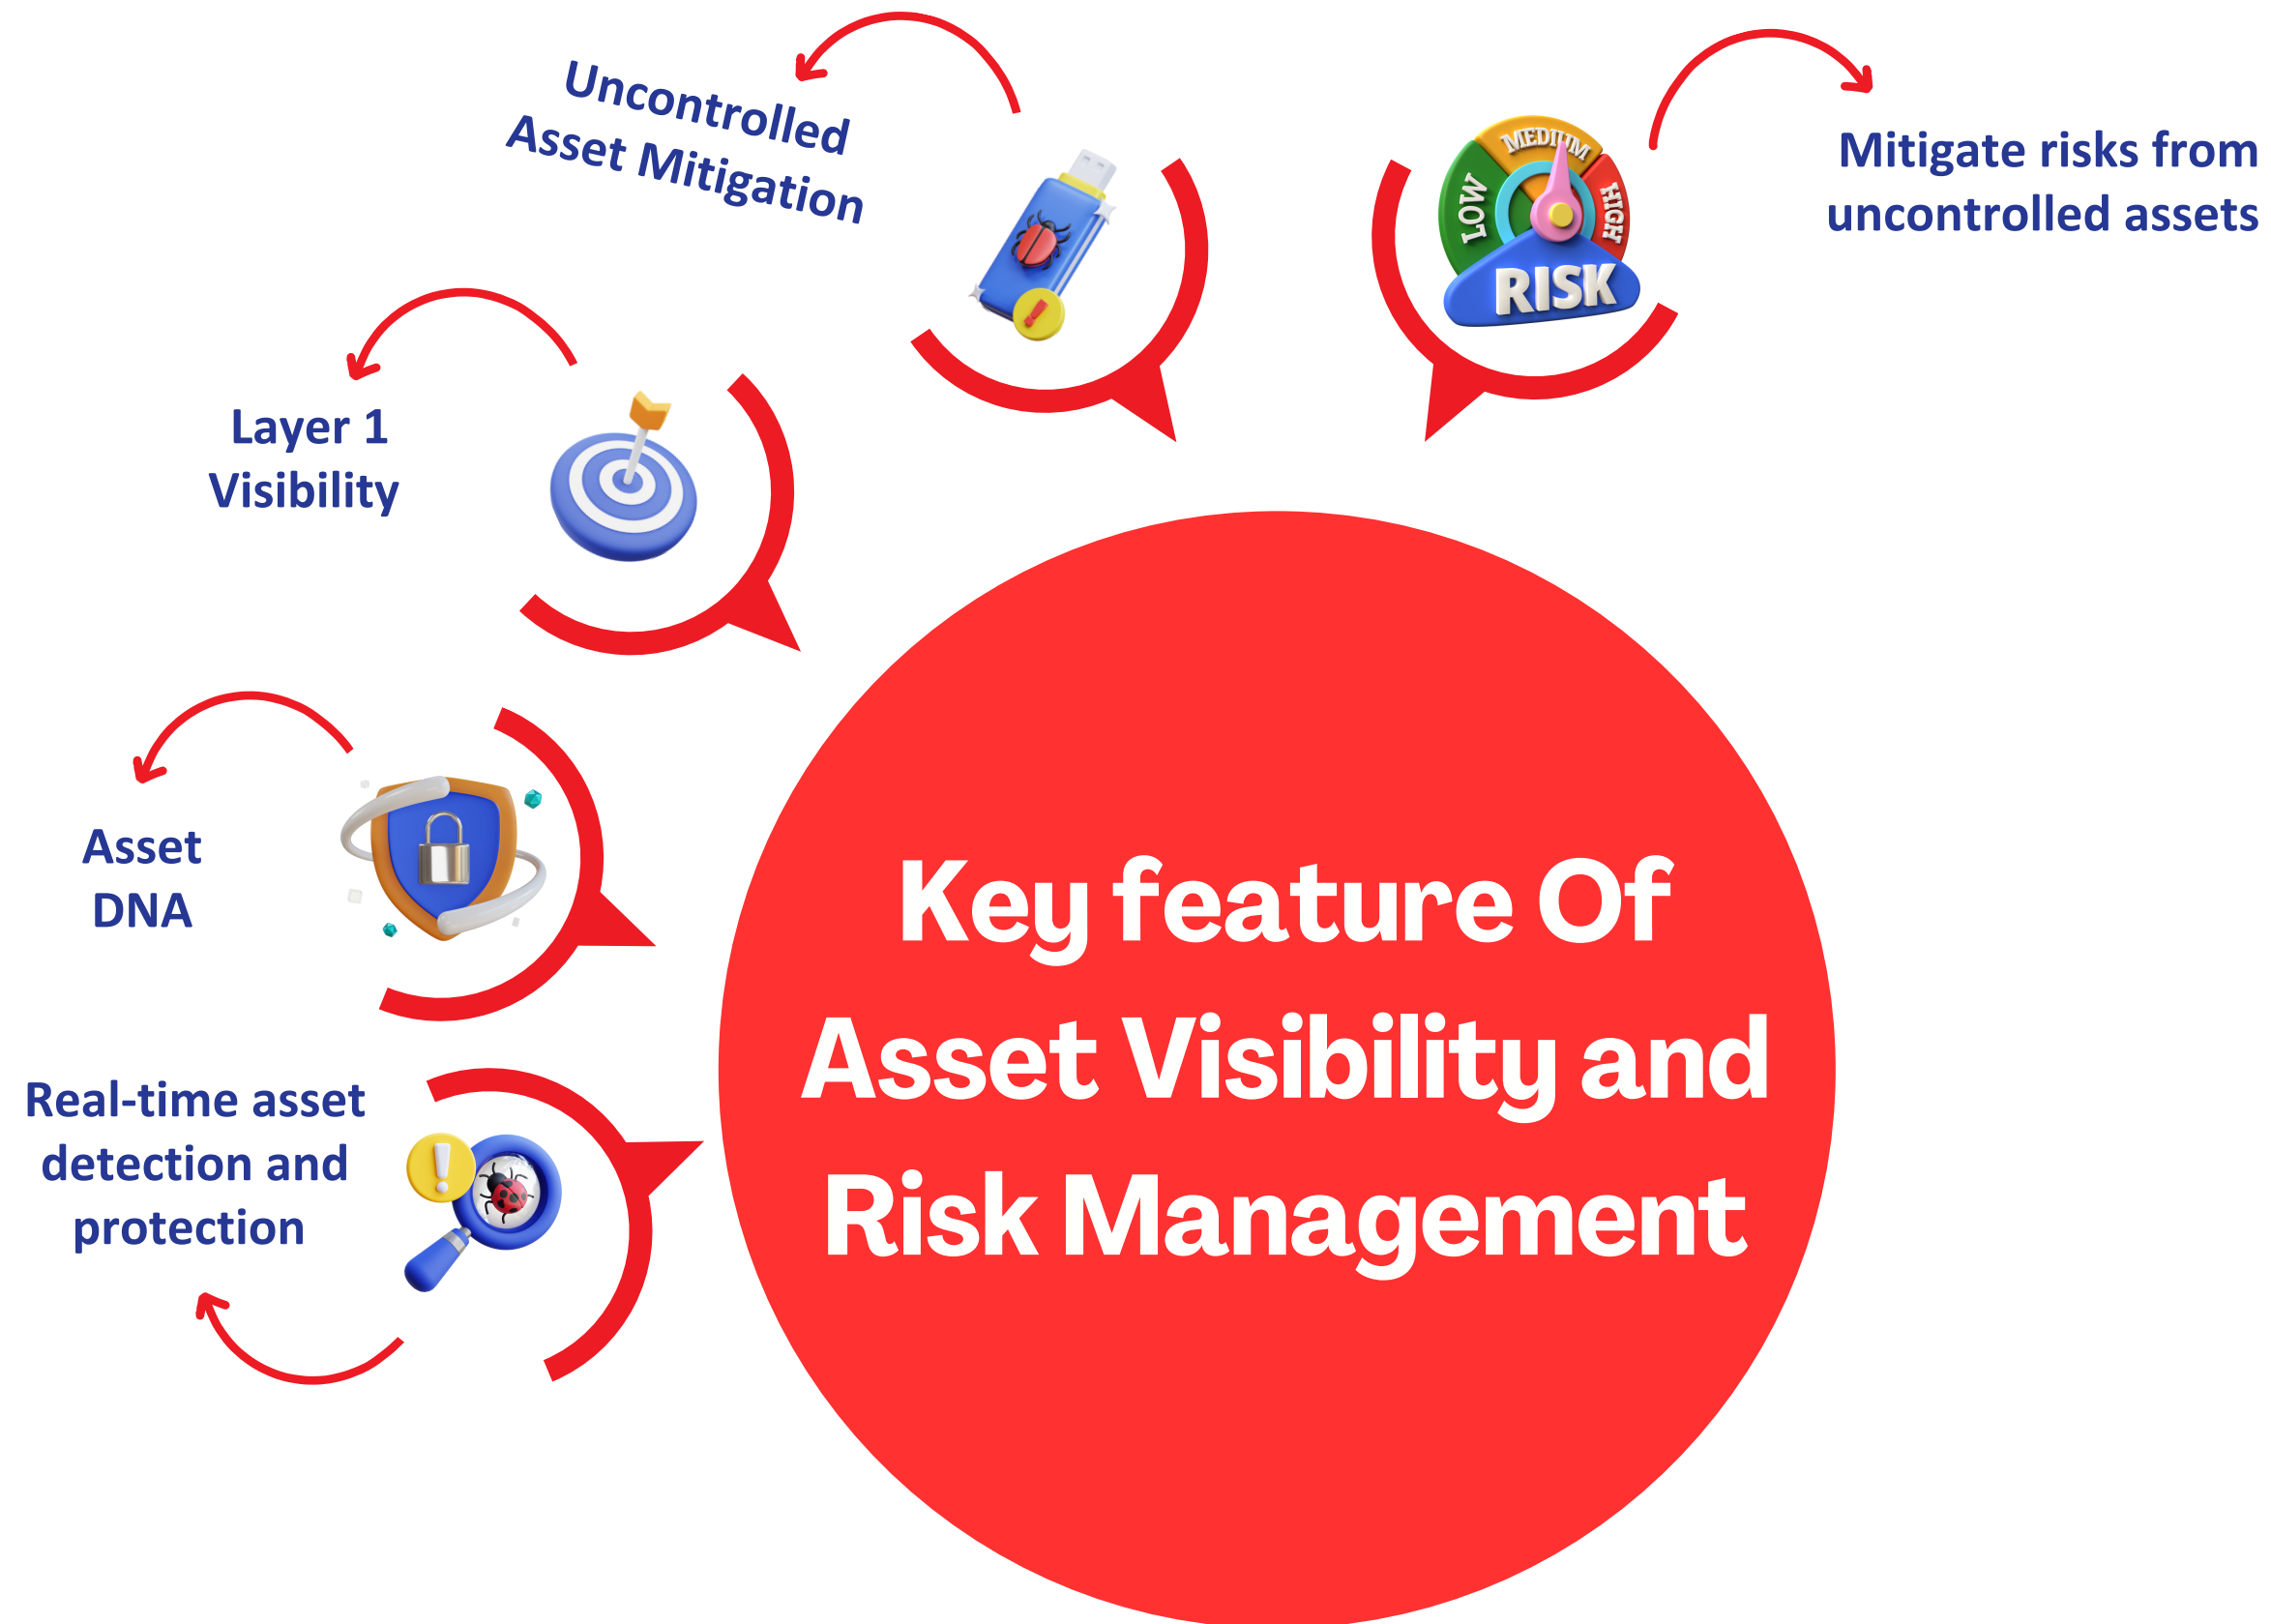 Uncontrolled
Asset Mitigation
MEDIUM
LOW
HIGH
RISK
Mitigate risks from
uncontrolled assets
Layer 1
Visibility
Asset
DNA
Real-time asset
detection and
protection
Key feature Of
Asset Visibility and
Risk Management